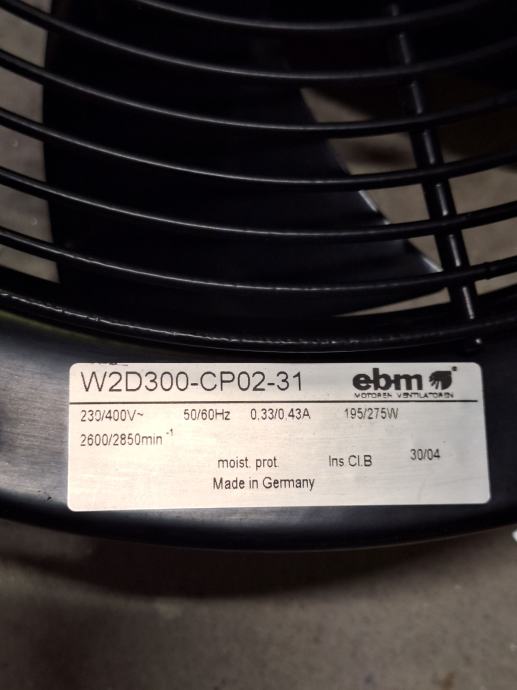 W2D300-CP02-31 ebm
MOTOREN VENTILATOREN
230/400V~ 50/60Hz 0.33/0.43A 195/275W
2600/2850min⁻¹
moist. prot. Ins Cl.B 30/04
Made in Germany